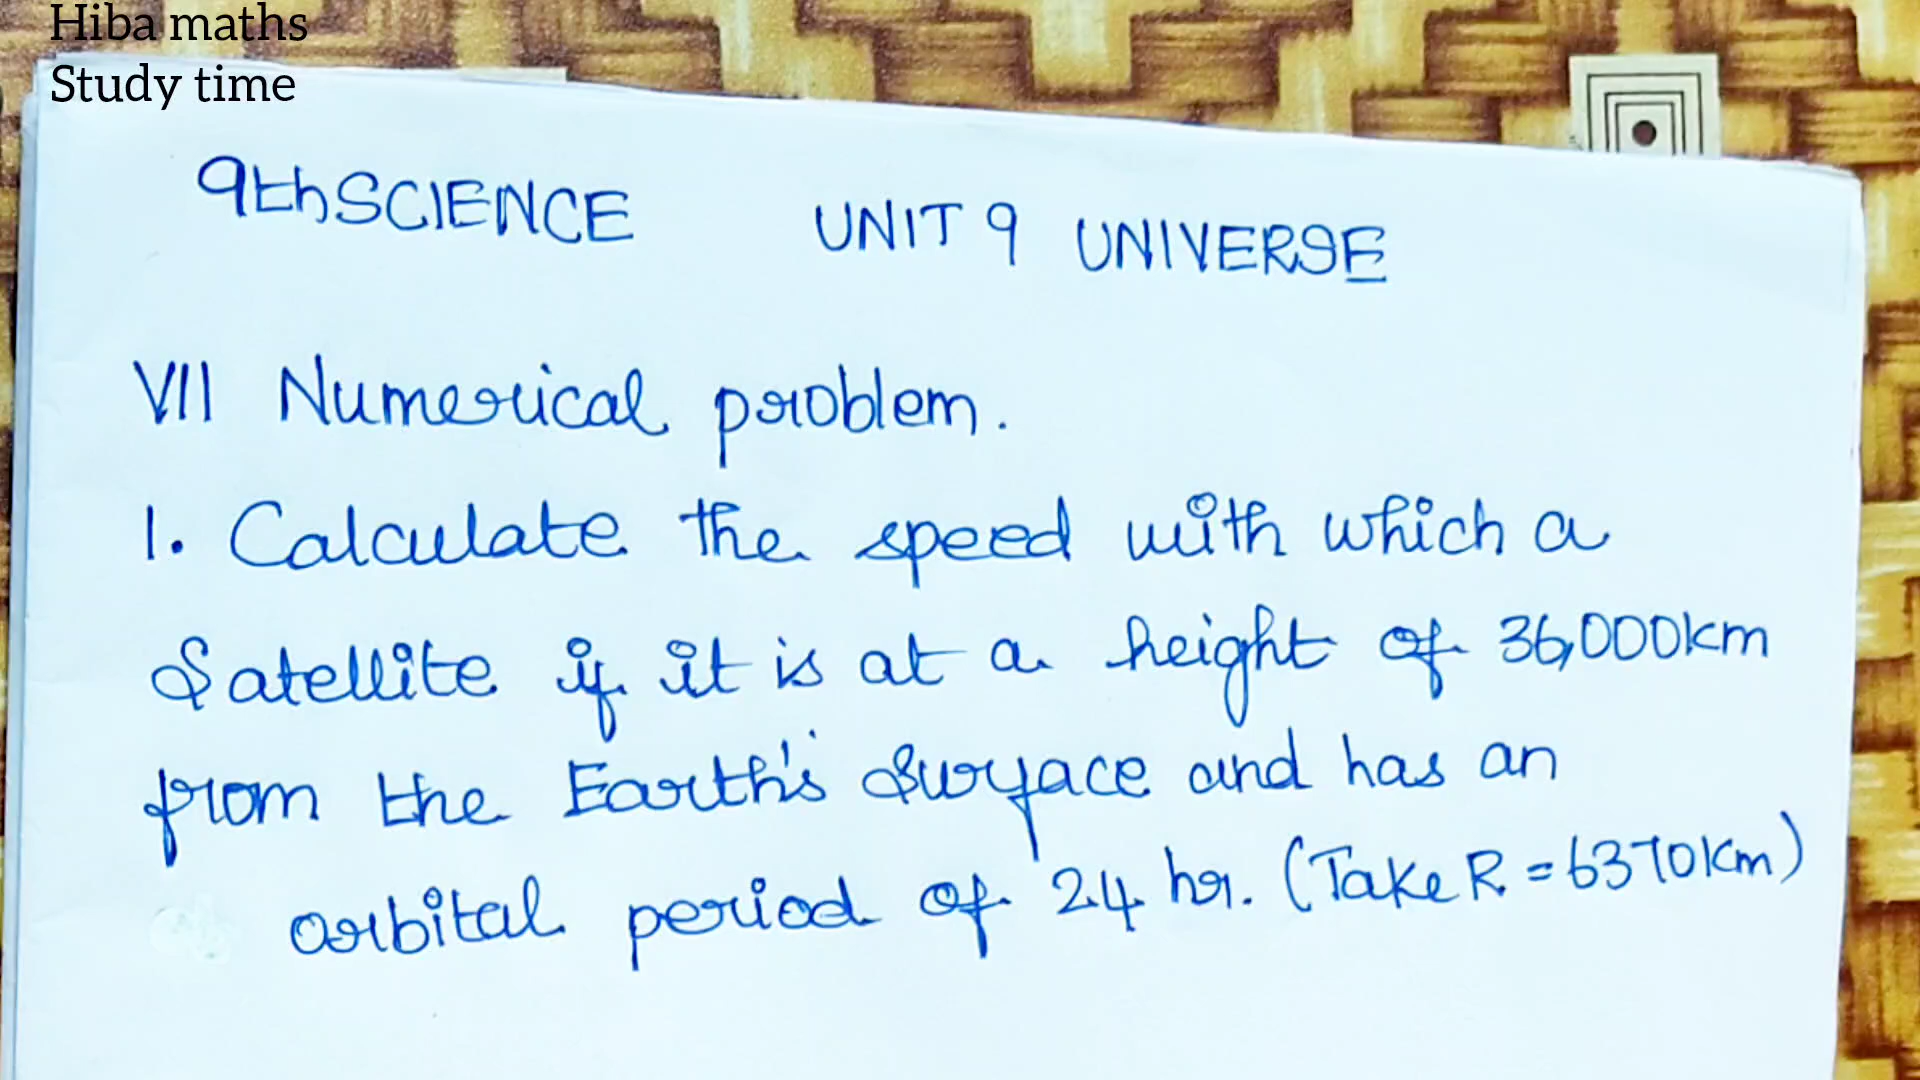 Hiba maths
Study time
9th SCIENCE UNIT 9 UNIVERSE
VII Numerical problem.
1. Calculate the speed with which a
Satellite if it is at a height of 36,000km
from the Earth's Surface and has an
orbital period of 24 hr. (Take R = 6370km)